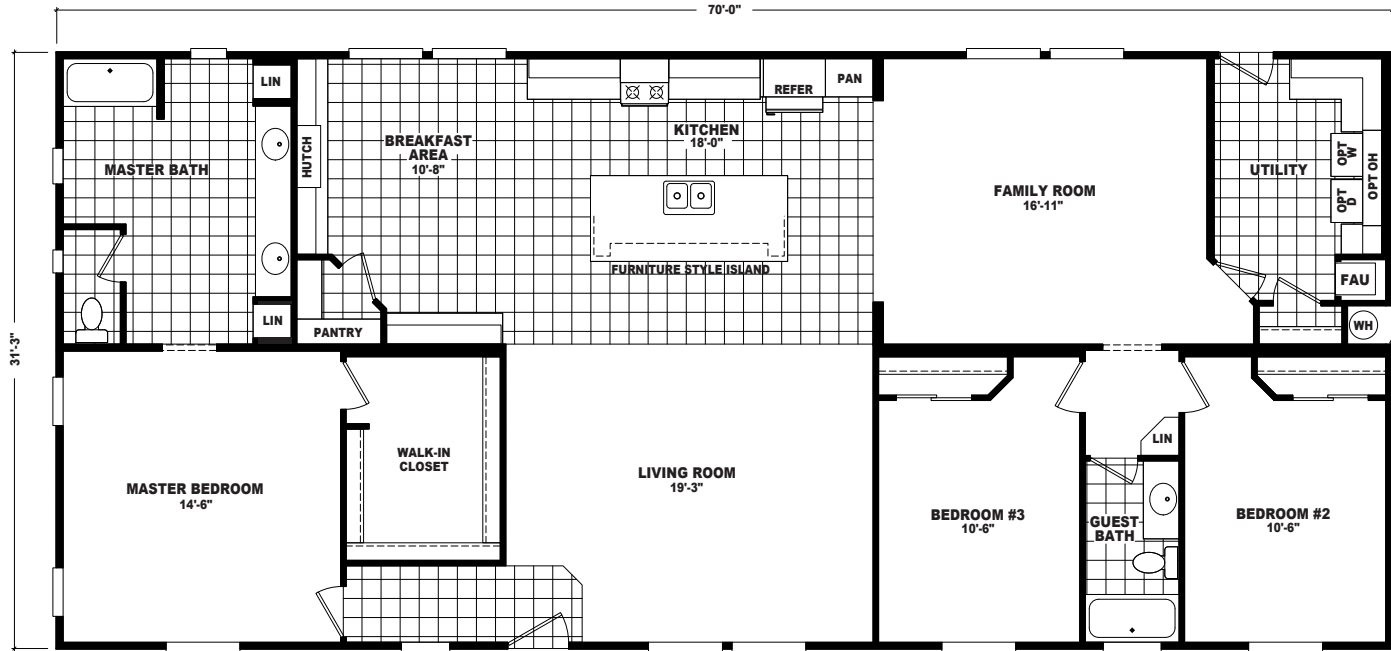 70'-0"
31'-3"
MASTER BATH
LIN
LIN
HUTCH
BREAKFAST
AREA
10'-8"
PANTRY
KITCHEN
18'-0"
REFER
PAN
FURNITURE STYLE ISLAND
FAMILY ROOM
16'-11"
UTILITY
OPT
W
OPT
D
OPT OH
FAU
WH
MASTER BEDROOM
14'-6"
WALK-IN
CLOSET
LIVING ROOM
19'-3"
BEDROOM #3
10'-6"
LIN
GUEST
BATH
BEDROOM #2
10'-6"